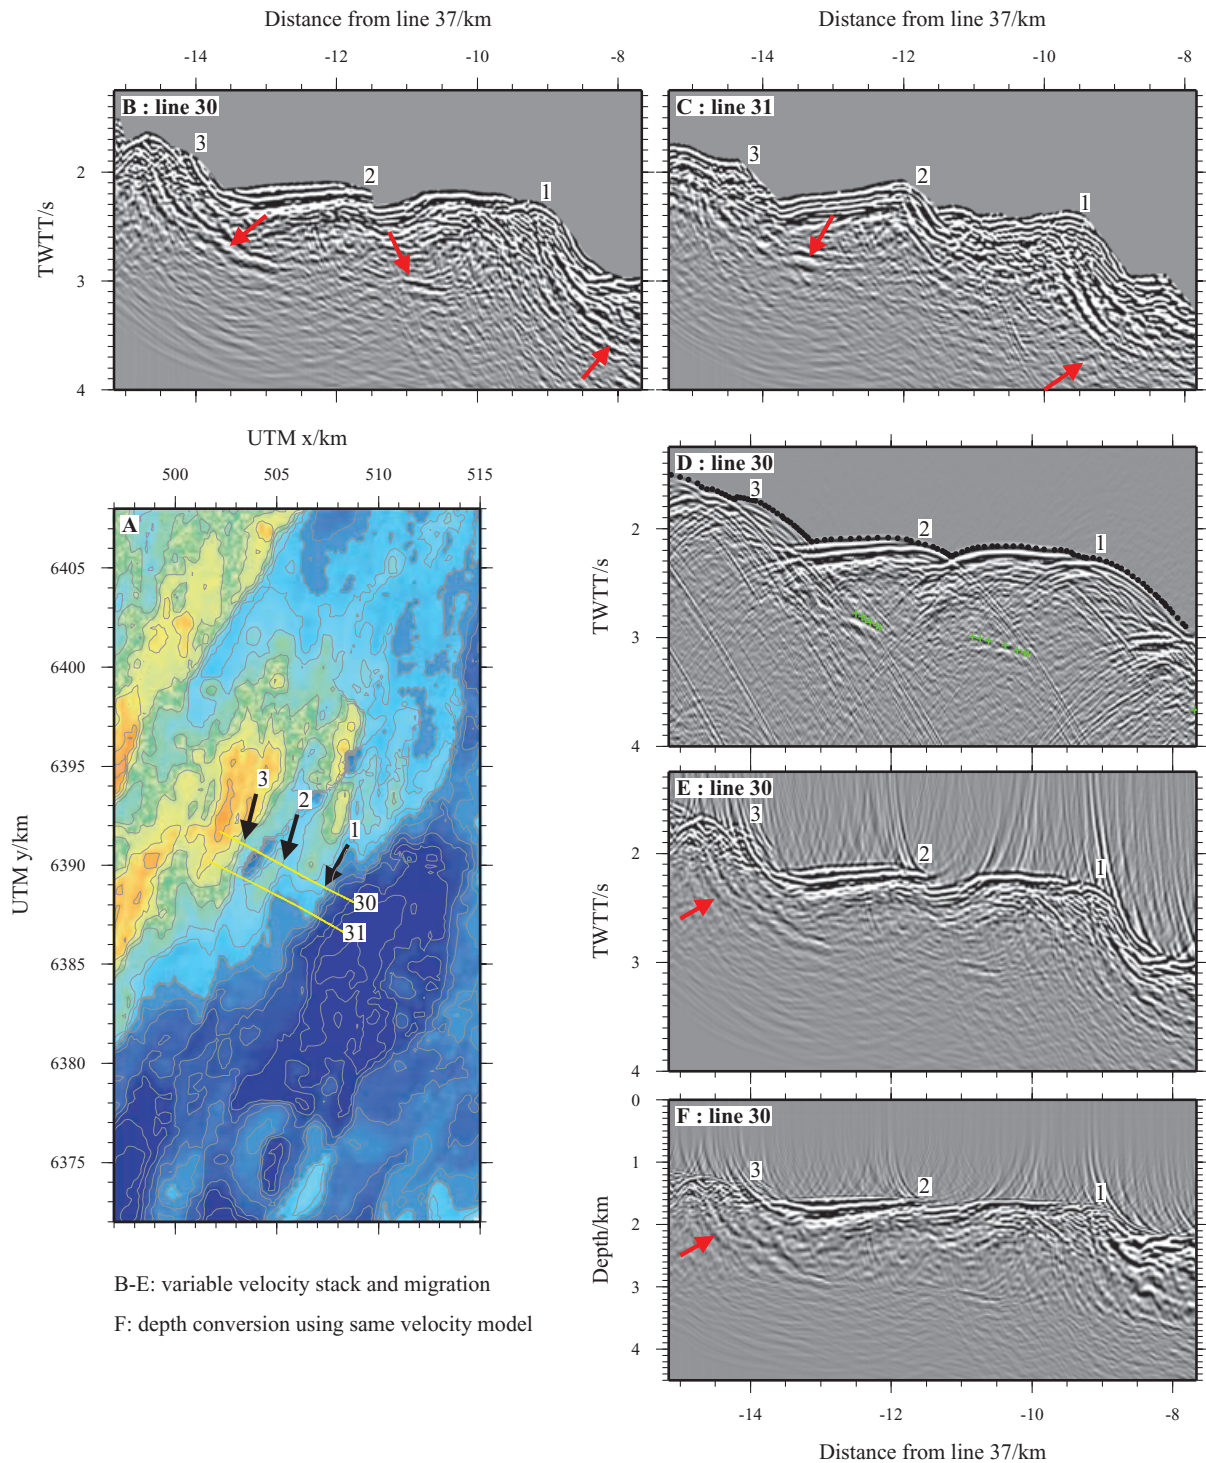 Distance from line 37/km
Distance from line 37/km
-14 -12 -10 -8
-14 -12 -10 -8
B : line 30
3
2
1
TWTT/s
2
3
4
C : line 31
3
2
1
UTM x/km
500 505 510 515
A
UTM y/km
6405
6400
6395
6390
6385
6380
6375
3
2
1
30
31
D : line 30
3
2
1
TWTT/s
2
3
4
E : line 30
3
2
1
TWTT/s
2
3
4
F : line 30
3
2
1
Depth/km
0
1
2
3
4
-14 -12 -10 -8
Distance from line 37/km
B-E: variable velocity stack and migration
F: depth conversion using same velocity model